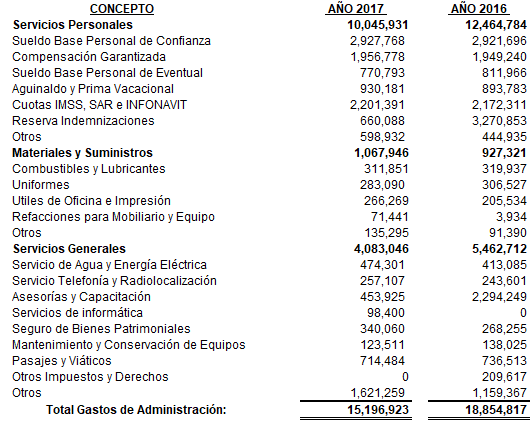 CONCEPTO AÑO 2017 AÑO 2016
Servicios Personales 10,045,931 12,464,784
Sueldo Base Personal de Confianza 2,927,768 2,921,696
Compensación Garantizada 1,956,778 1,949,240
Sueldo Base Personal de Eventual 770,793 811,966
Aguinaldo y Prima Vacacional 930,181 893,783
Cuotas IMSS, SAR e INFONAVIT 2,201,391 2,172,311
Reserva Indemnizaciones 660,088 3,270,853
Otros 598,932 444,935
Materiales y Suministros 1,067,946 927,321
Combustibles y Lubricantes 311,851 319,937
Uniformes 283,090 306,527
Utiles de Oficina e Impresión 266,269 205,534
Refacciones para Mobiliario y Equipo 71,441 3,934
Otros 135,295 91,390
Servicios Generales 4,083,046 5,462,712
Servicio de Agua y Energía Eléctrica 474,301 413,085
Servicio Telefonía y Radiolocalización 257,107 243,601
Asesorías y Capacitación 453,925 2,294,249
Servicios de informática 98,400 0
Seguro de Bienes Patrimoniales 340,060 268,255
Mantenimiento y Conservación de Equipos 123,511 138,025
Pasajes y Viáticos 714,484 736,513
Otros Impuestos y Derechos 0 209,617
Otros 1,621,259 1,159,367
Total Gastos de Administración: 15,196,923 18,854,817